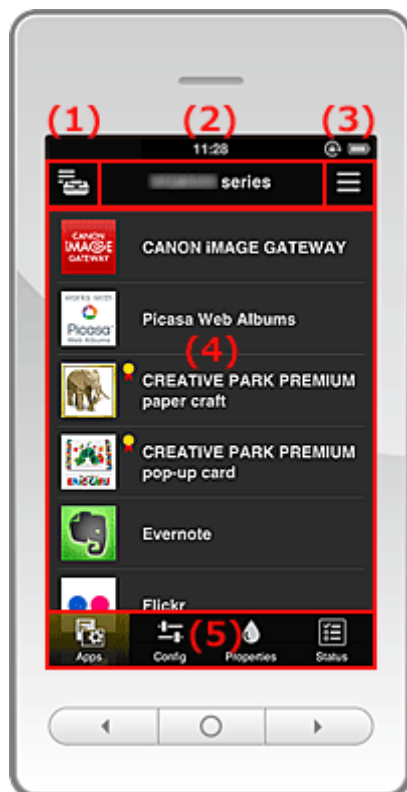 (1) (2) (3)
11:28
series
CANON
iMAGE
GATEWAY
CANON iMAGE GATEWAY
works with
Picasa
Web Albums
Picasa Web Albums
(4)
CREATIVE PARK PREMIUM
paper craft
CREATIVE PARK PREMIUM
pop-up card
ERIC CARLE
Evernote
Flickr
(5)
Apps Config Properties Status